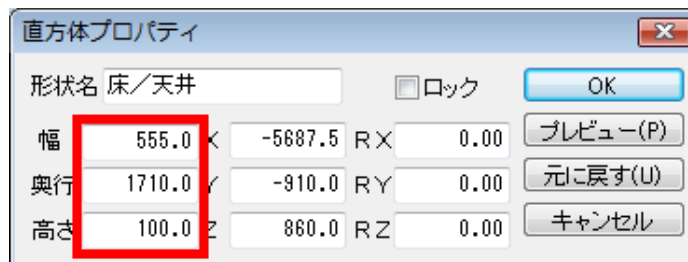 直方体プロパティ
形状名 床／天井 ロック OK
幅 555.0 X -5687.5 RX 0.00 プレビュー(P)
奥行 1710.0 Y -910.0 RY 0.00 元に戻す(U)
高さ 100.0 Z 860.0 RZ 0.00 キャンセル